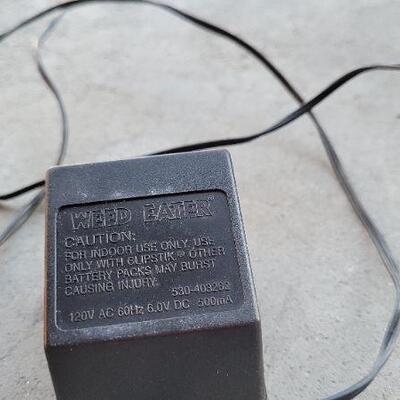 WEED EATER®
CAUTION:
FOR INDOOR USE ONLY. USE
ONLY WITH CLIPSTIK® OTHER
BATTERY PACKS MAY BURST
CAUSING INJURY.
530-403262
120V AC 60Hz 6.0V DC 500mA